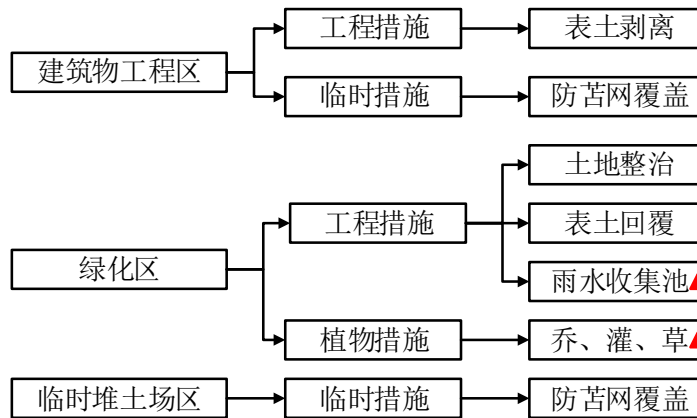 工程措施
表土剥离
建筑物工程区
临时措施
防苫网覆盖
土地整治
工程措施
表土回覆
绿化区
雨水收集池
植物措施
乔、灌、草
临时堆土场区
临时措施
防苫网覆盖